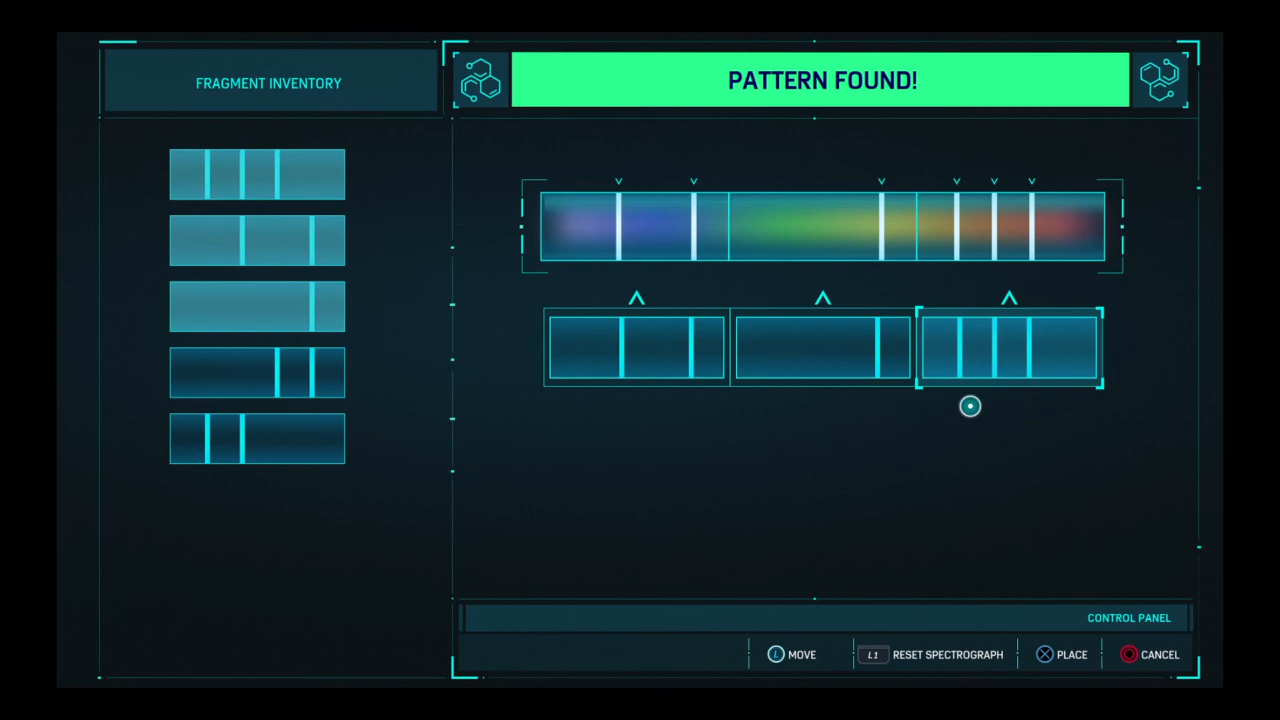 FRAGMENT INVENTORY
PATTERN FOUND!
CONTROL PANEL
L MOVE
L1 RESET SPECTROGRAPH
PLACE
CANCEL